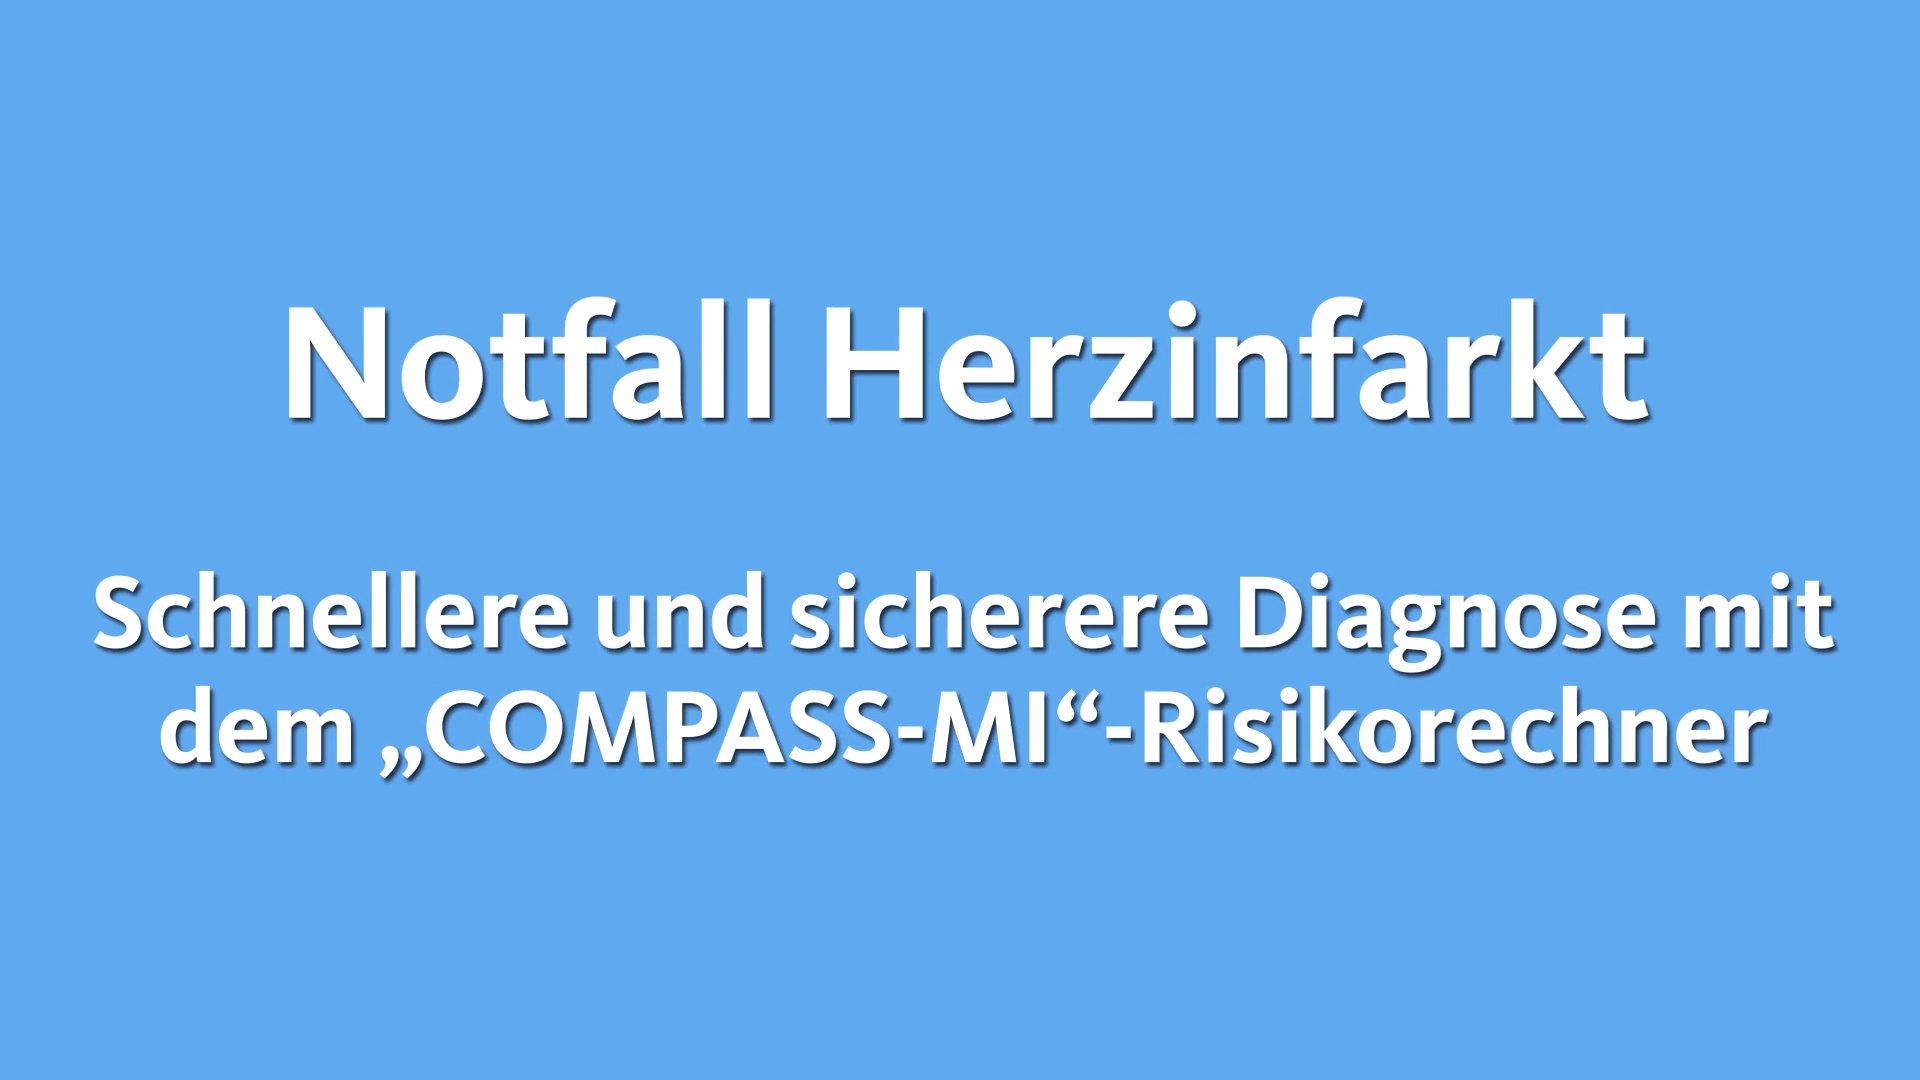 Notfall Herzinfarkt
Schnellere und sicherere Diagnose mit
dem „COMPASS-MI“-Risikorechner